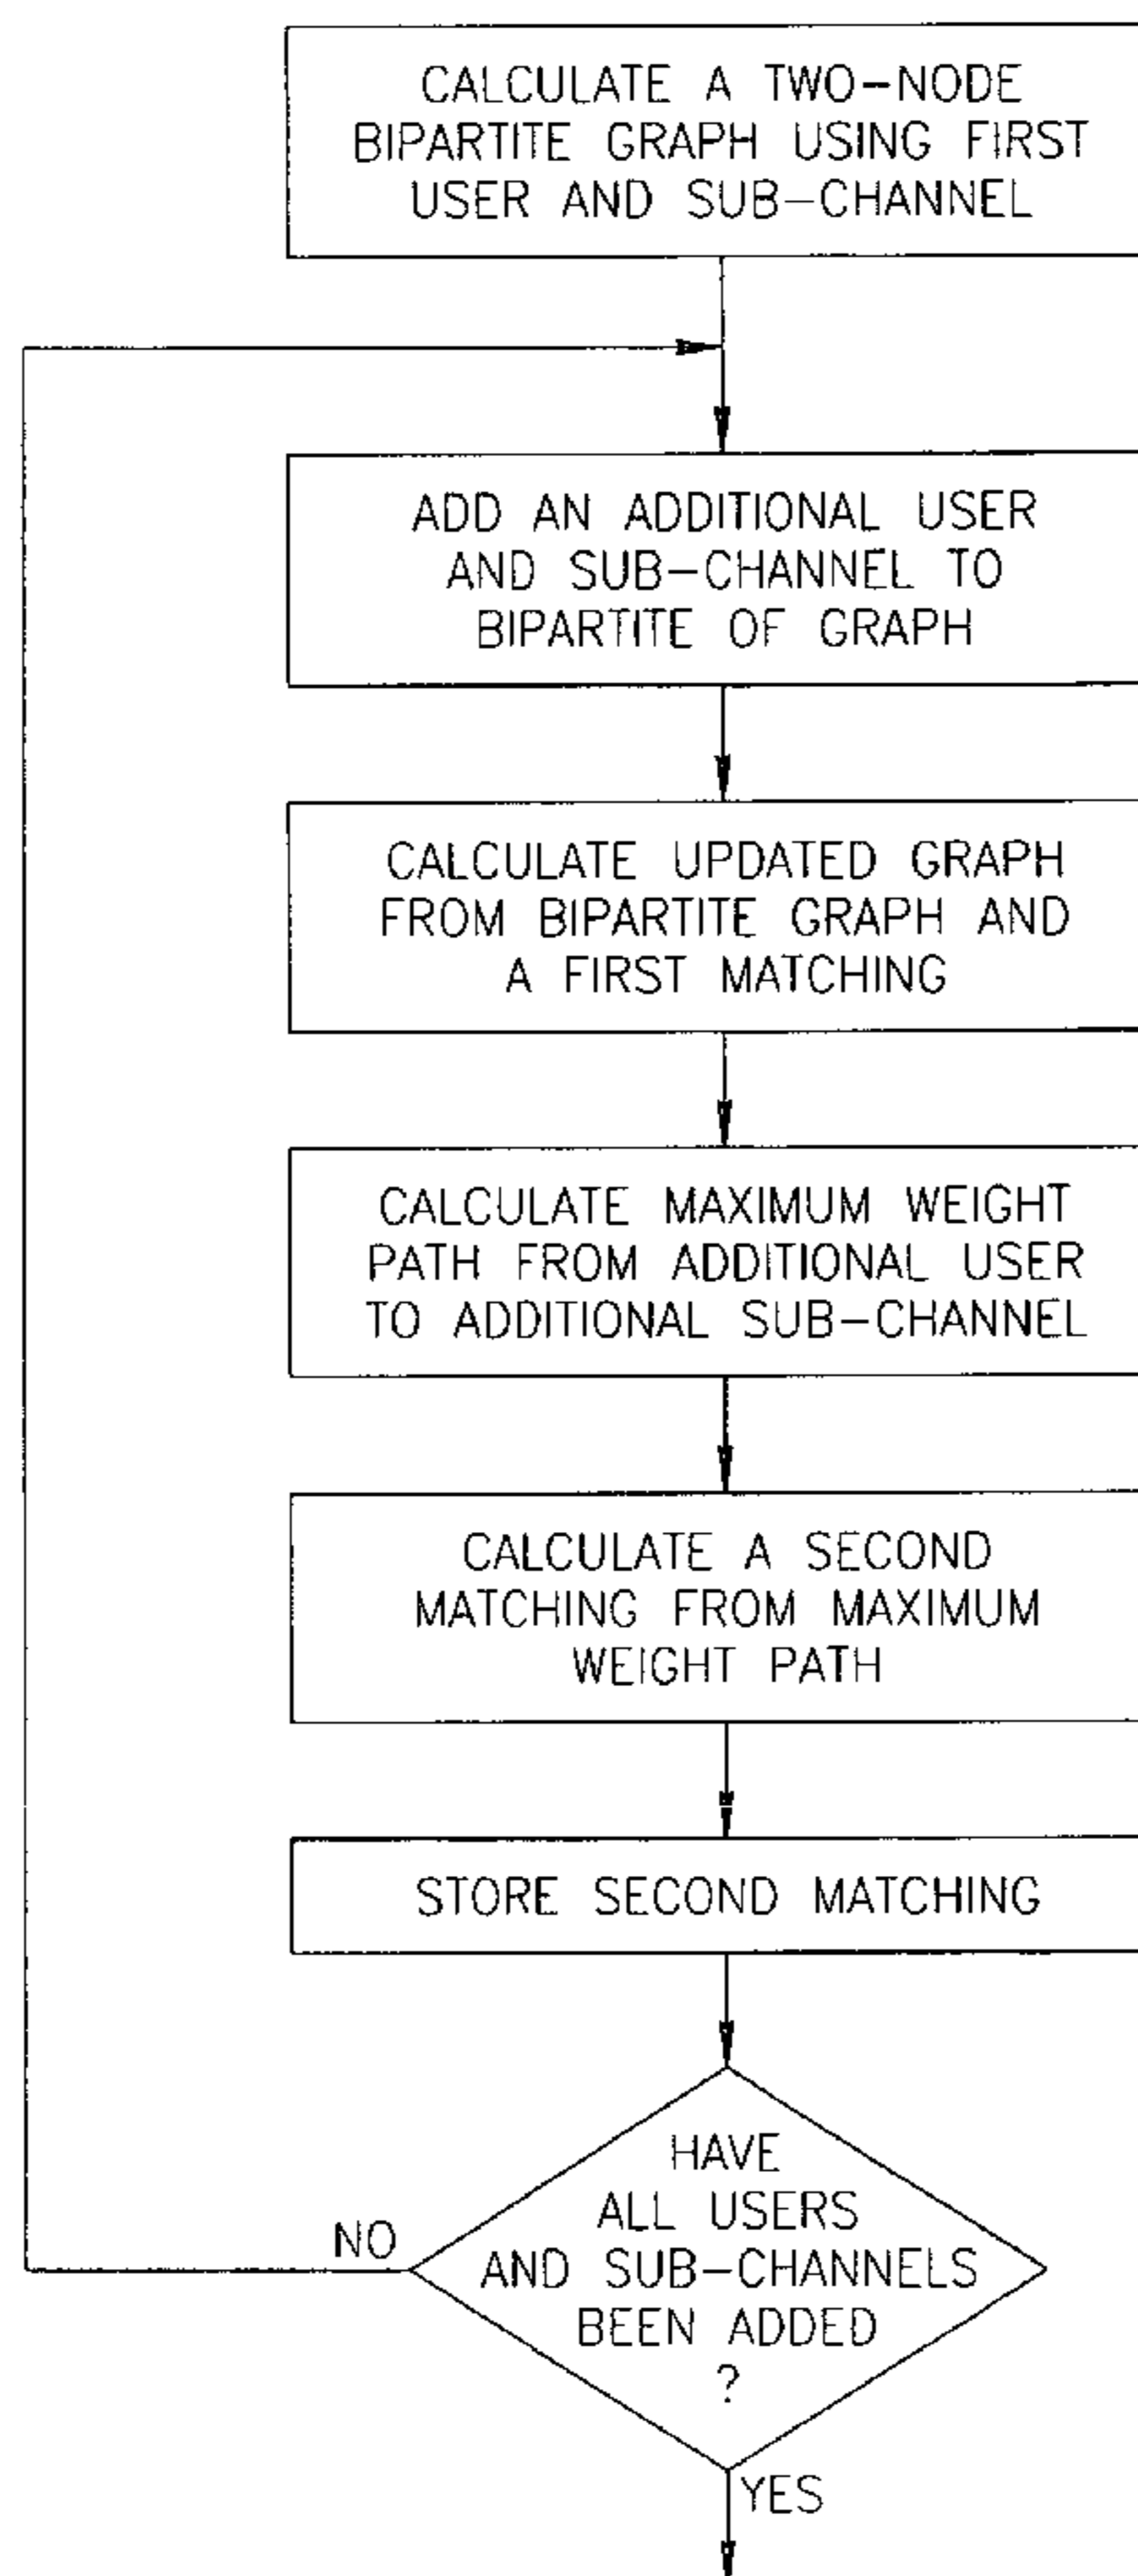 CALCULATE A TWO-NODE
BIPARTITE GRAPH USING FIRST
USER AND SUB-CHANNEL
ADD AN ADDITIONAL USER
AND SUB-CHANNEL TO
BIPARTITE OF GRAPH
CALCULATE UPDATED GRAPH
FROM BIPARTITE GRAPH AND
A FIRST MATCHING
CALCULATE MAXIMUM WEIGHT
PATH FROM ADDITIONAL USER
TO ADDITIONAL SUB-CHANNEL
CALCULATE A SECOND
MATCHING FROM MAXIMUM
WEIGHT PATH
STORE SECOND MATCHING
HAVE
ALL USERS
AND SUB-CHANNELS
BEEN ADDED
?
NO
YES